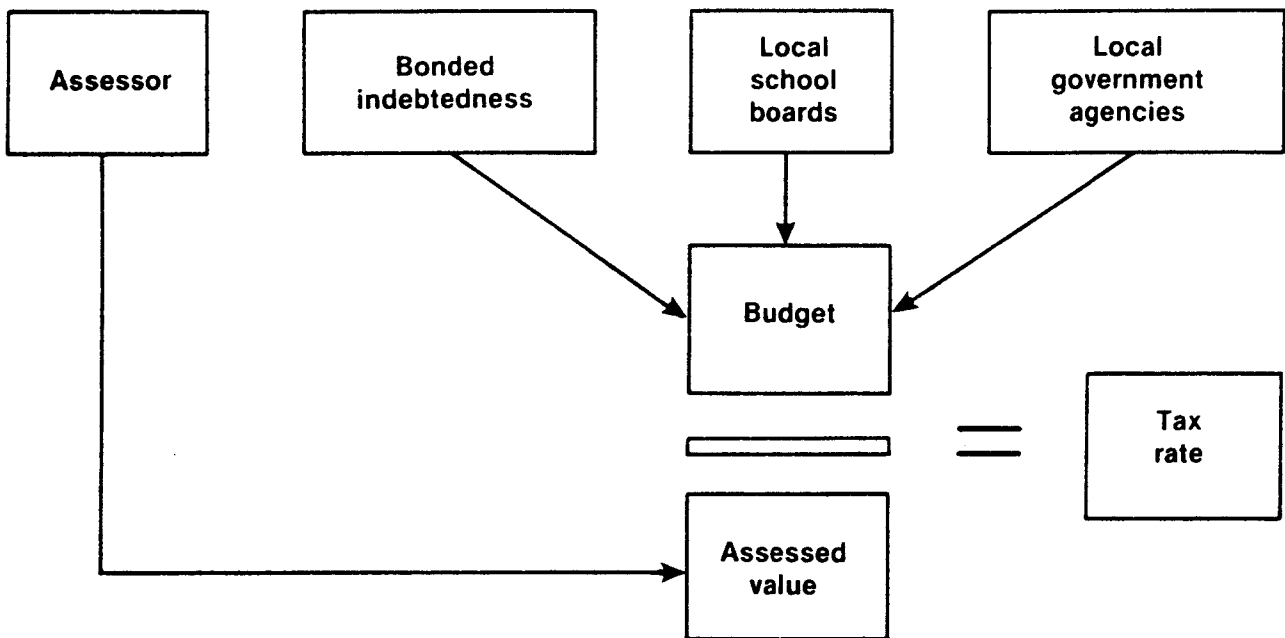 Assessor
Bonded
indebtedness
Local
school
boards
Local
government
agencies
Budget
=
Tax
rate
Assessed
value